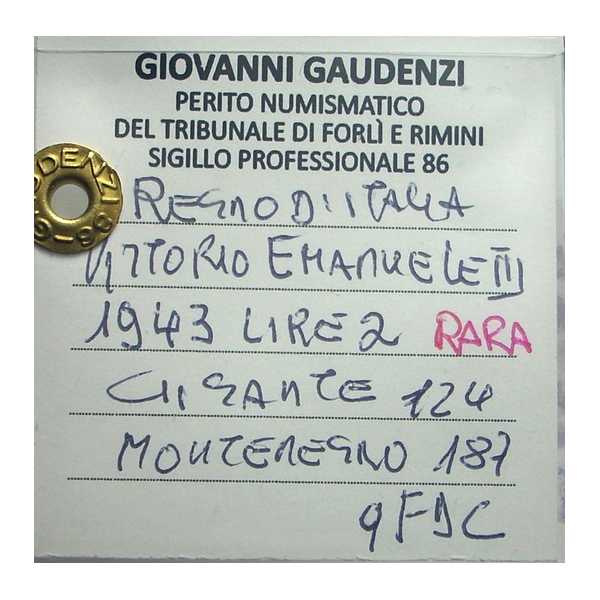 GIOVANNI GAUDENZI
PERITO NUMISMATICO
DEL TRIBUNALE DI FORLÌ E RIMINI
SIGILLO PROFESSIONALE 86
REGNO D'ITALIA
VITTORIO EMANUELE III
1943 LIRE 2 RARA
GIGANTE 124
MONTENEGRO 187
qFDC